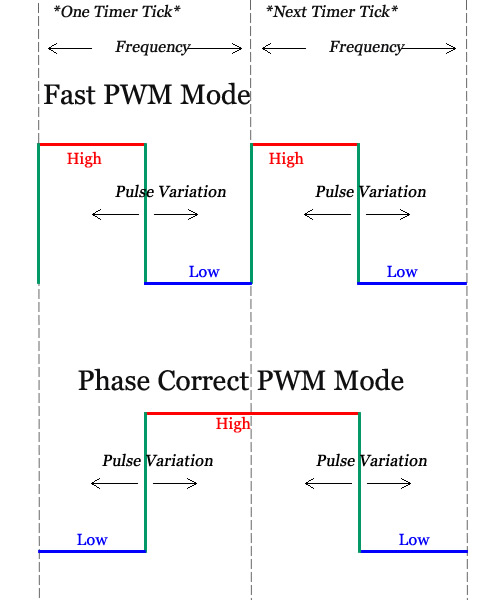 *One Timer Tick*
*Next Timer Tick*
Frequency
Frequency
Fast PWM Mode
High
High
Pulse Variation
Pulse Variation
Low
Low
Phase Correct PWM Mode
High
Pulse Variation
Pulse Variation
Low
Low